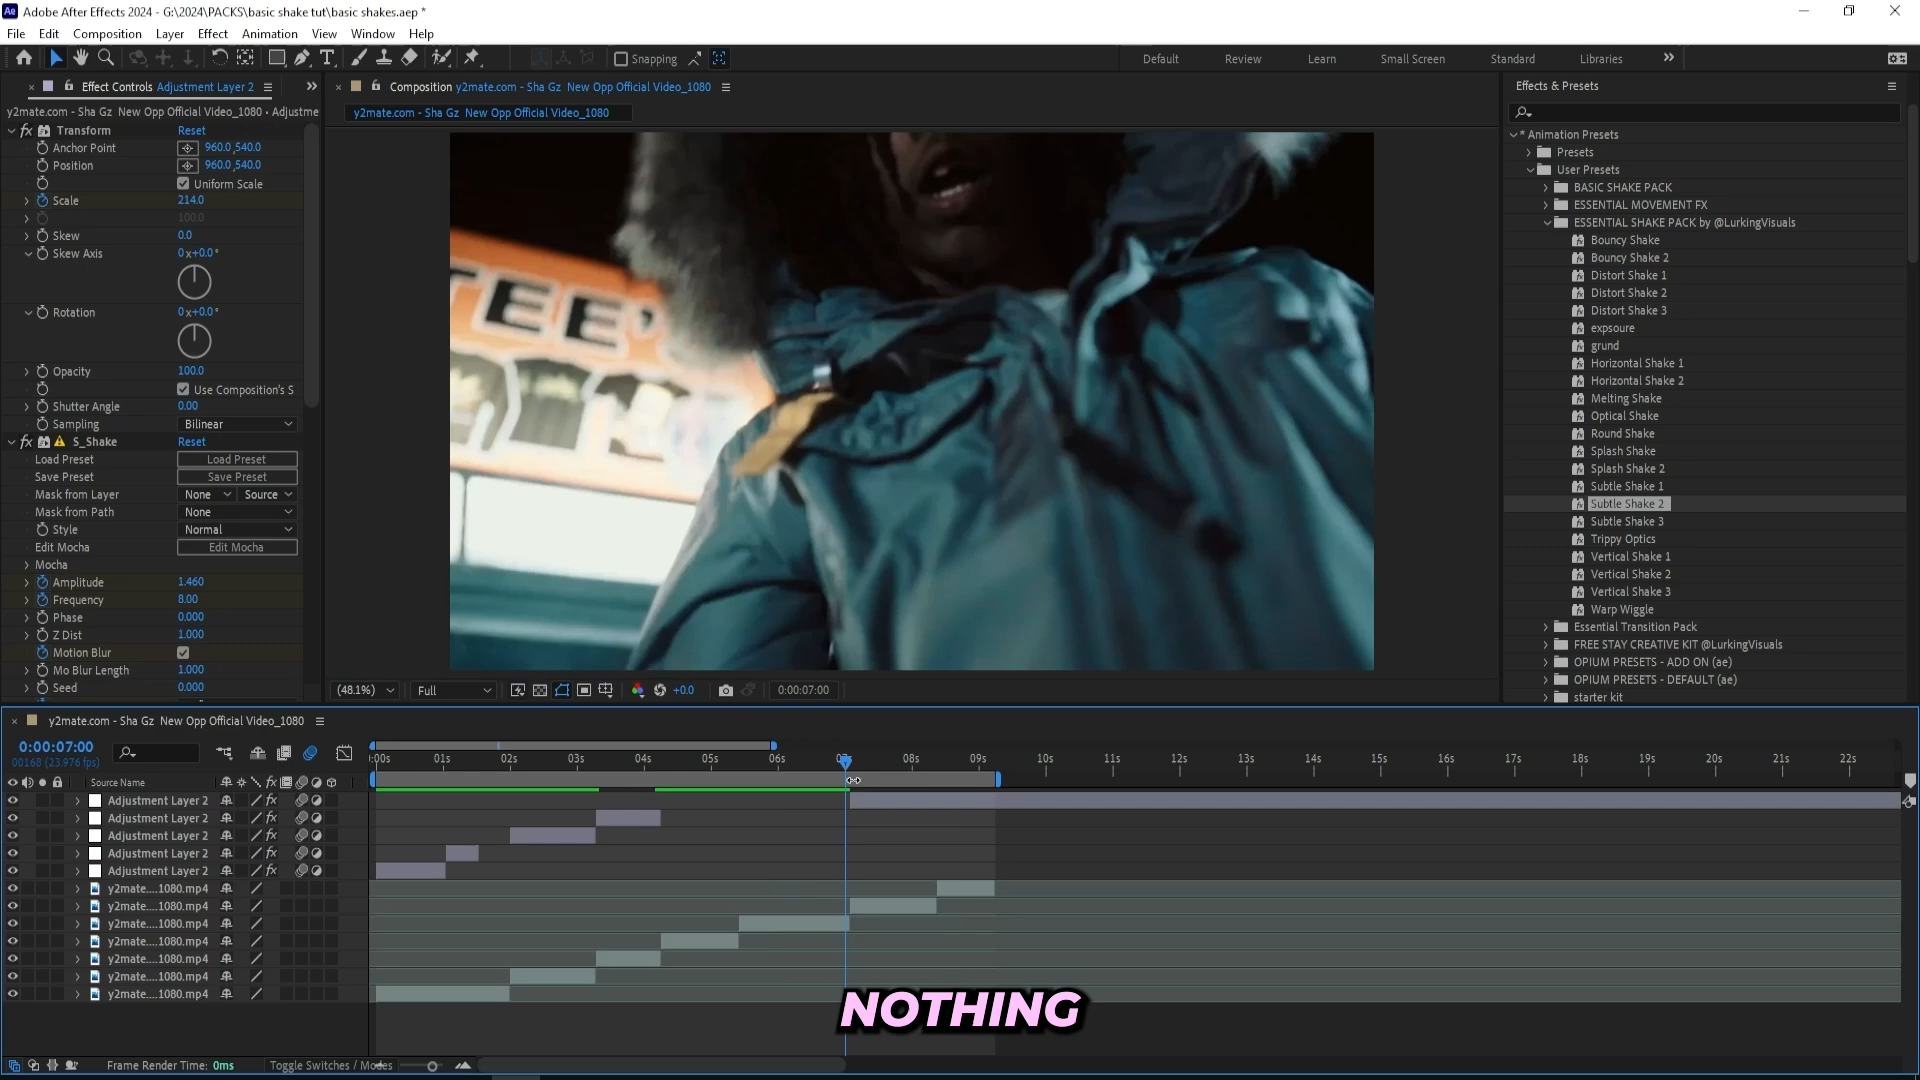 Adobe After Effects 2024 - G:\2024\PACKS\basic shake tut\basic shakes.aep *
File Edit Composition Layer Effect Animation View Window Help
Snapping
Default Review Learn Small Screen Standard Libraries
Effect Controls Adjustment Layer 2
y2mate.com - Sha Gz New Opp Official Video_1080 • Adjustme
Transform Reset
Anchor Point 960.0,540.0
Position 960.0,540.0
Uniform Scale
Scale 214.0
100.0
Skew 0.0
Skew Axis 0 x+0.0°
Rotation 0 x+0.0°
Opacity 100.0
Use Composition's S
Shutter Angle 0.00
Sampling Bilinear
S_Shake Reset
Load Preset Load Preset
Save Preset Save Preset
Mask from Layer None Source
Mask from Path None
Style Normal
Edit Mocha Edit Mocha
Mocha
Amplitude 1.460
Frequency 8.00
Phase 0.000
Z Dist 1.000
Motion Blur
Mo Blur Length 1.000
Seed 0.000
Composition y2mate.com - Sha Gz New Opp Official Video_1080
y2mate.com - Sha Gz New Opp Official Video_1080
TEE'
(48.1%) Full +0.0 0:00:07:00
Effects & Presets
* Animation Presets
Presets
User Presets
BASIC SHAKE PACK
ESSENTIAL MOVEMENT FX
ESSENTIAL SHAKE PACK by @LurkingVisuals
Bouncy Shake
Bouncy Shake 2
Distort Shake 1
Distort Shake 2
Distort Shake 3
expsoure
grund
Horizontal Shake 1
Horizontal Shake 2
Melting Shake
Optical Shake
Round Shake
Splash Shake
Splash Shake 2
Subtle Shake 1
Subtle Shake 2
Subtle Shake 3
Trippy Optics
Vertical Shake 1
Vertical Shake 2
Vertical Shake 3
Warp Wiggle
Essential Transition Pack
FREE STAY CREATIVE KIT @LurkingVisuals
OPIUM PRESETS - ADD ON (ae)
OPIUM PRESETS - DEFAULT (ae)
starter kit
y2mate.com - Sha Gz New Opp Official Video_1080
0:00:07:00
00168 (23.976 fps)
:00s 01s 02s 03s 04s 05s 06s 08s 09s 10s 11s 12s 13s 14s 15s 16s 17s 18s 19s 20s 21s 22s
Source Name
Adjustment Layer 2
Adjustment Layer 2
Adjustment Layer 2
Adjustment Layer 2
Adjustment Layer 2
y2mate....1080.mp4
y2mate....1080.mp4
y2mate....1080.mp4
y2mate....1080.mp4
y2mate....1080.mp4
y2mate....1080.mp4
y2mate....1080.mp4
NOTHING
Frame Render Time: 0ms Toggle Switches / Modes